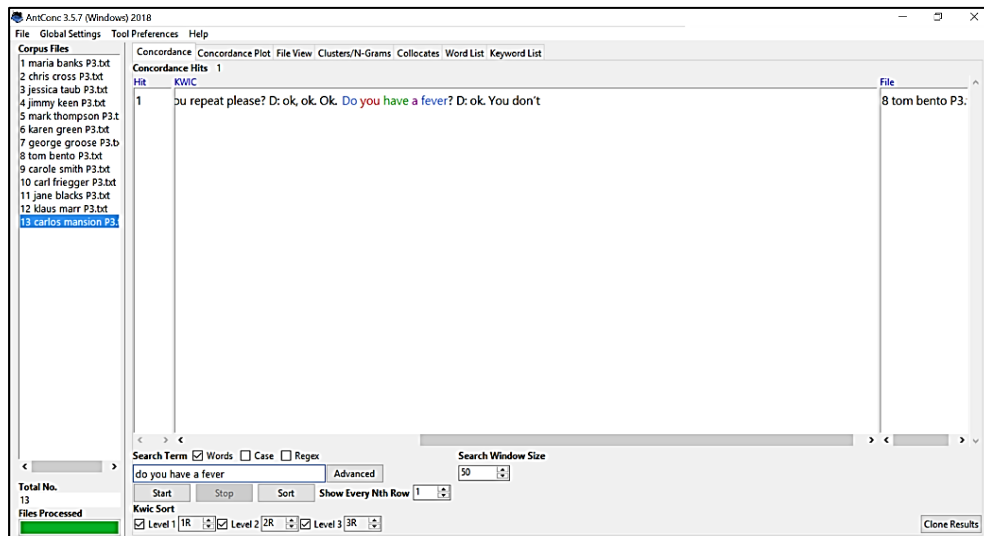 AntConc 3.5.7 (Windows) 2018
File Global Settings Tool Preferences Help
Corpus Files
1 maria banks P3.txt
2 chris cross P3.txt
3 jessica taub P3.txt
4 jimmy keen P3.txt
5 mark thompson P3.t
6 karen green P3.txt
7 george groose P3.tx
8 tom bento P3.txt
9 carole smith P3.txt
10 carl friegger P3.txt
11 jane blacks P3.txt
12 klaus marr P3.txt
13 carlos mansion P3.
Total No.
13
Files Processed
Concordance Concordance Plot File View Clusters/N-Grams Collocates Word List Keyword List
Concordance Hits 1
Hit KWIC File
1 ou repeat please? D: ok, ok. Ok. Do you have a fever? D: ok. You don't 8 tom bento P3.
Search Term Words Case Regex Search Window Size
do you have a fever Advanced 50
Start Stop Sort Show Every Nth Row 1
Kwic Sort
Level 1 1R Level 2 2R Level 3 3R Clone Results